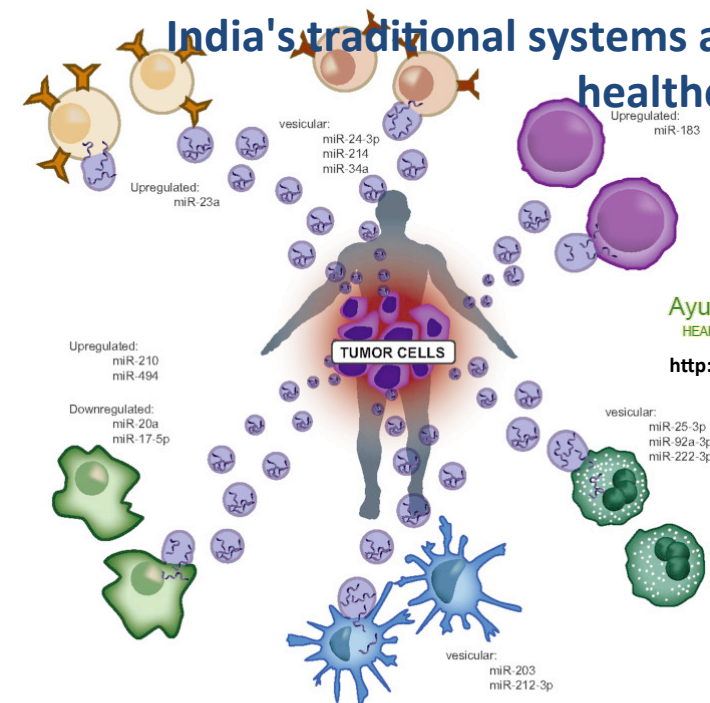 India's traditional systems a
healthc
Upregulated:
miR-183
vesicular:
miR-24-3p
miR-214
miR-34a
Upregulated:
miR-23a
Ayu
HEAL
http:
TUMOR CELLS
Upregulated:
miR-210
miR-494
Downregulated:
miR-20a
miR-17-5p
vesicular:
miR-25-3p
miR-92a-3p
miR-222-3p
vesicular:
miR-203
miR-212-3p